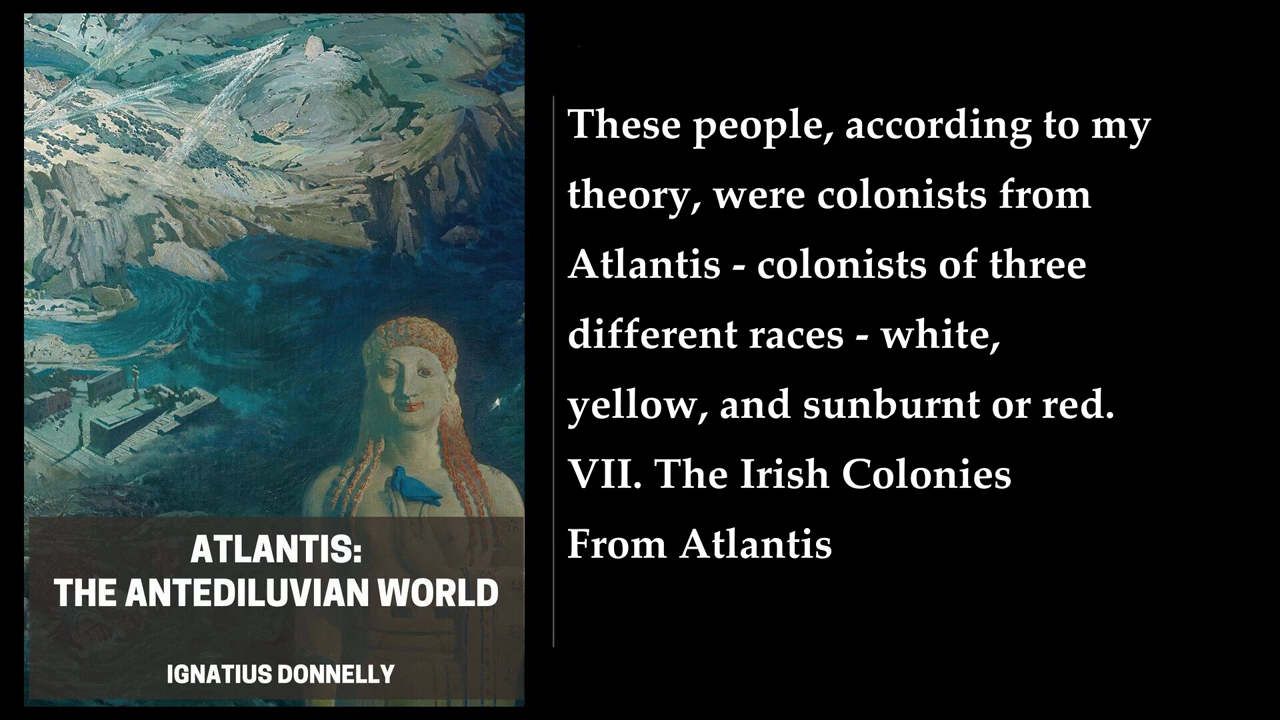 ATLANTIS:
THE ANTEDILUVIAN WORLD
IGNATIUS DONNELLY
These people, according to my
theory, were colonists from
Atlantis - colonists of three
different races - white,
yellow, and sunburnt or red.
VII. The Irish Colonies
From Atlantis